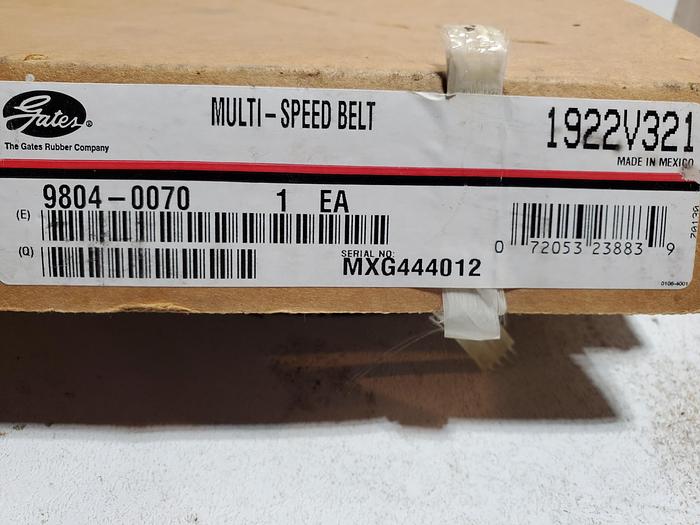 Gates®
The Gates Rubber Company
MULTI-SPEED BELT
1922V321
MADE IN MEXICO
9804-0070 1 EA
(E)
(Q)
SERIAL NO:
MXG444012
0 72053 23883 9
70130
0106-4001